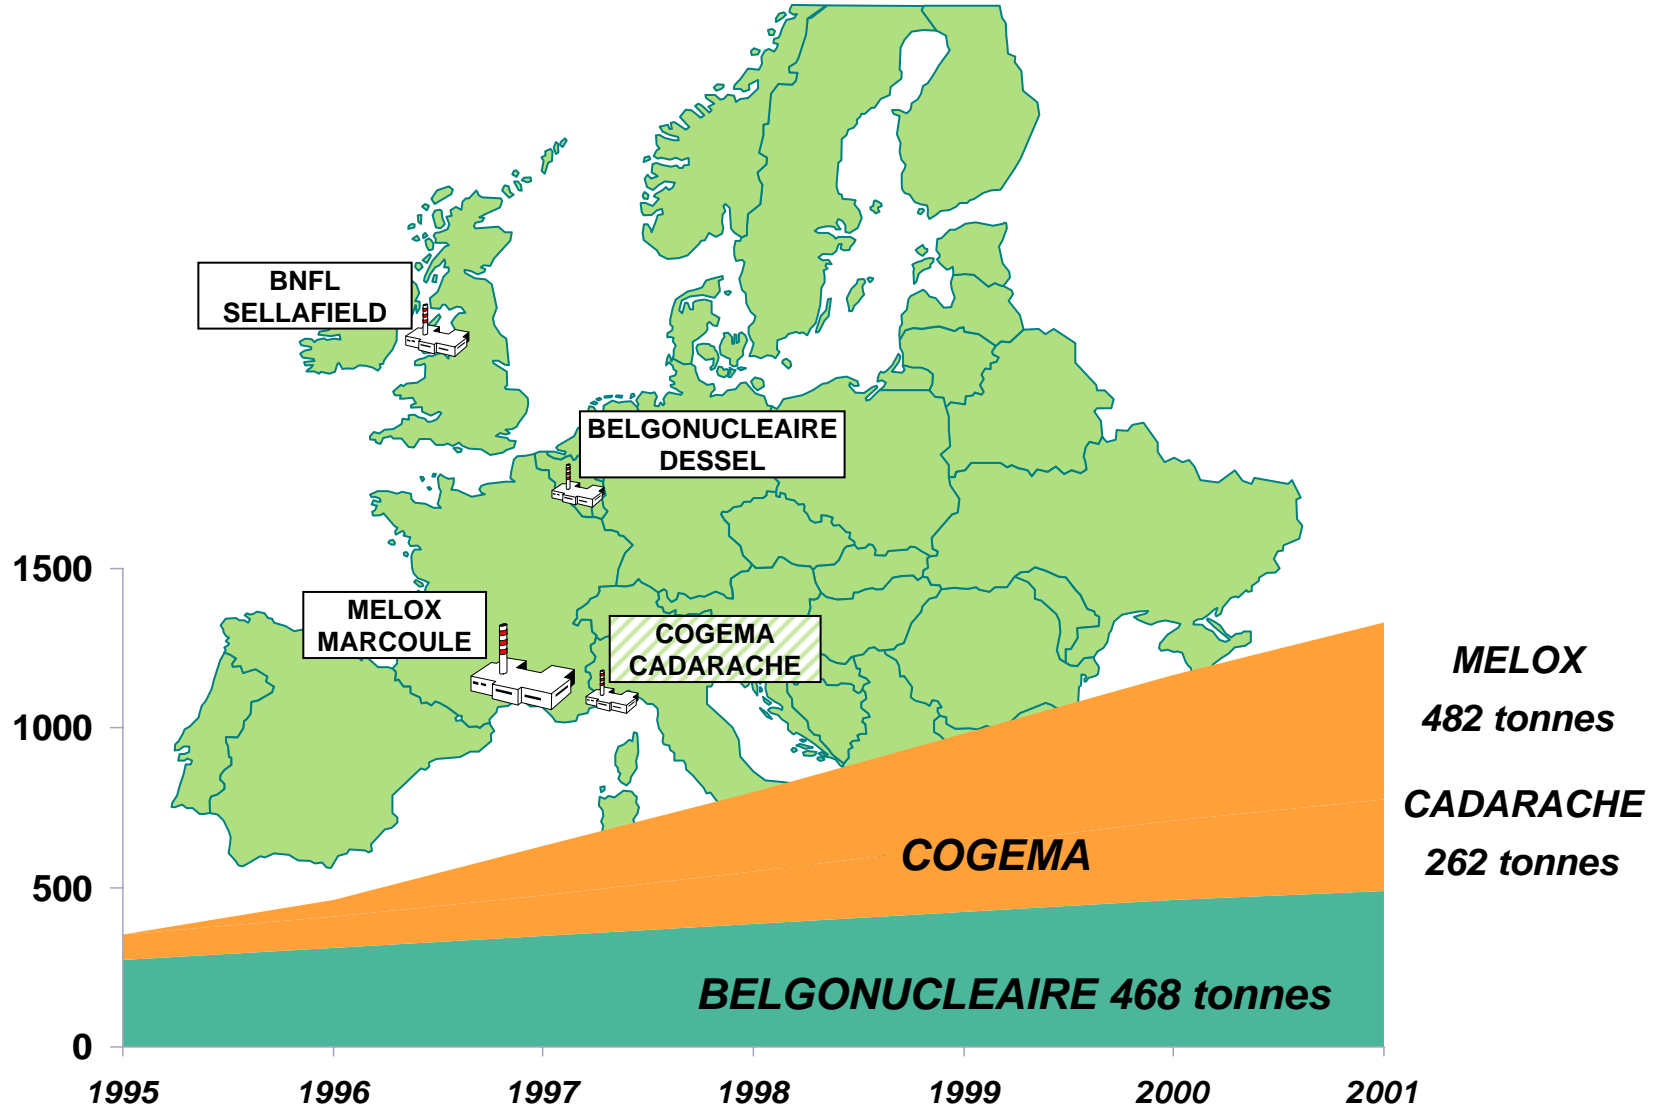 BNFL
SELLAFIELD
BELGONUCLEAIRE
DESSEL
MELOX
MARCOULE
COGEMA
CADARACHE
1500
1000
500
0
MELOX
482 tonnes
CADARACHE
262 tonnes
COGEMA
BELGONUCLEAIRE 468 tonnes
1995 1996 1997 1998 1999 2000 2001